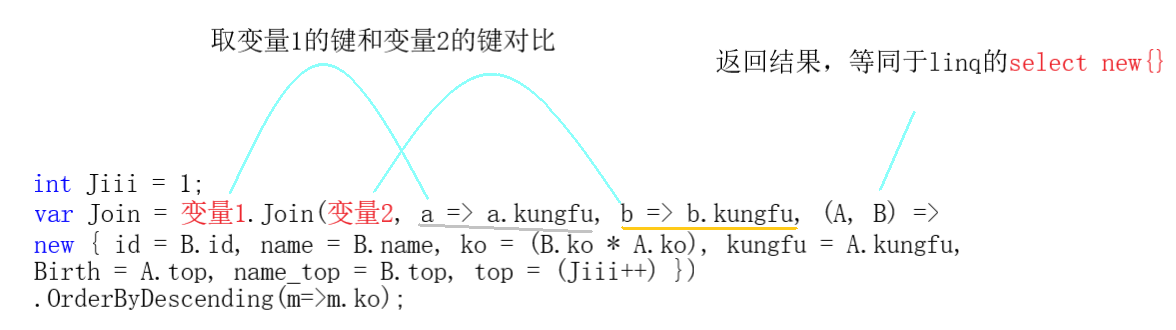 取变量1的键和变量2的键对比
返回结果，等同于linq的select new{}
int Jiii = 1;
var Join = 变量1.Join(变量2, a => a.kungfu, b => b.kungfu, (A, B) =>
new { id = B.id, name = B.name, ko = (B.ko * A.ko), kungfu = A.kungfu,
Birth = A.top, name_top = B.top, top = (Jiii++) })
.OrderByDescending(m=>m.ko);